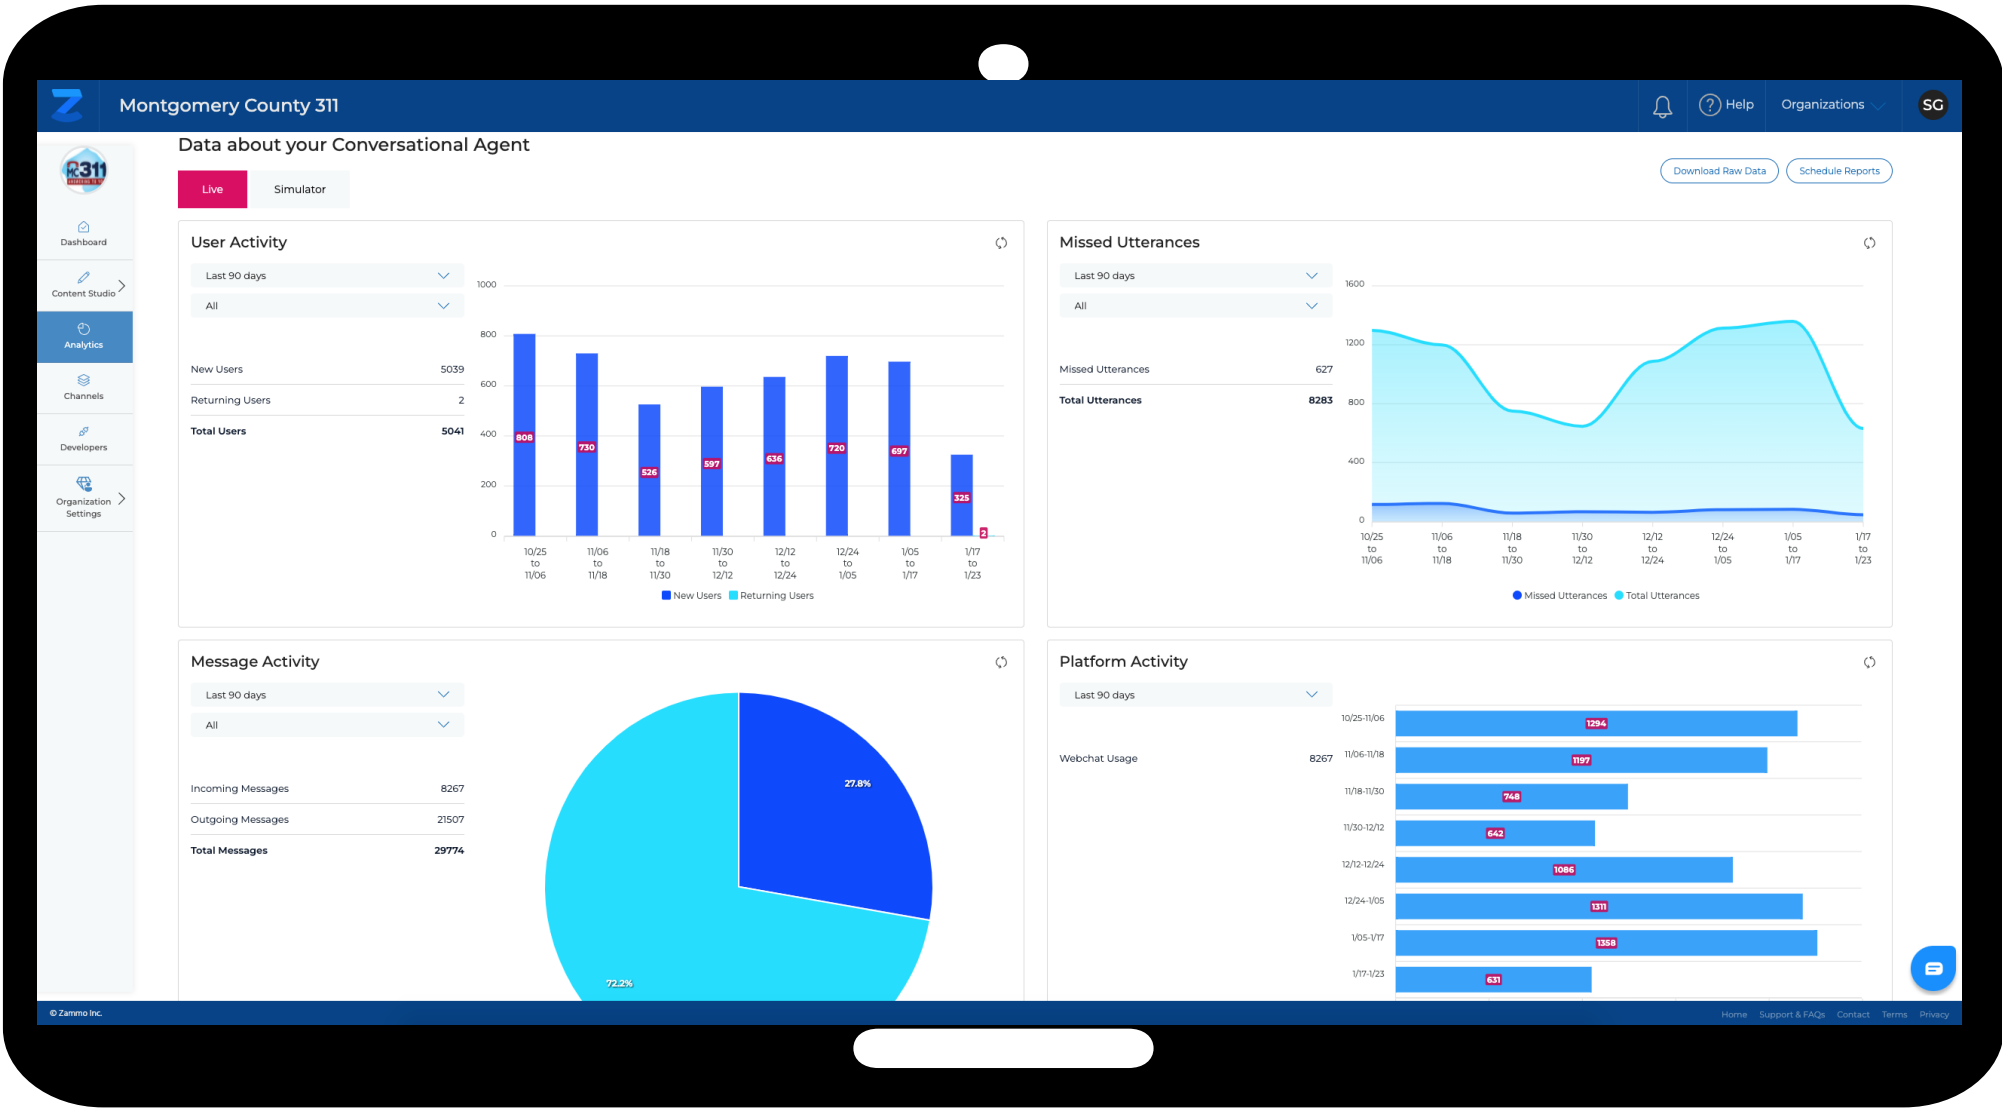 Montgomery County 311
Help
Organizations
SG
Data about your Conversational Agent
Live
Simulator
Download Raw Data
Schedule Reports
311
Dashboard
Content Studio
Analytics
Channels
Developers
Organization
Settings
User Activity
Last 90 days
All
New Users 5039
Returning Users 2
Total Users 5041
1000
800
600
400
200
0
808
730
526
597
636
720
697
325
2
10/25 to 11/06
11/06 to 11/18
11/18 to 11/30
11/30 to 12/12
12/12 to 12/24
12/24 to 1/05
1/05 to 1/17
1/17 to 1/23
New Users Returning Users
Missed Utterances
Last 90 days
All
Missed Utterances 627
Total Utterances 8283
1600
1200
800
400
0
10/25 to 11/06
11/06 to 11/18
11/18 to 11/30
11/30 to 12/12
12/12 to 12/24
12/24 to 1/05
1/05 to 1/17
1/17 to 1/23
Missed Utterances Total Utterances
Message Activity
Last 90 days
All
Incoming Messages 8267
Outgoing Messages 21507
Total Messages 29774
27.8%
72.2%
Platform Activity
Last 90 days
Webchat Usage 8267
10/25-11/06 1294
11/06-11/18 1197
11/18-11/30 748
11/30-12/12 642
12/12-12/24 1086
12/24-1/05 1311
1/05-1/17 1358
1/17-1/23 631
© Zammo Inc.
Home Support & FAQs Contact Terms Privacy